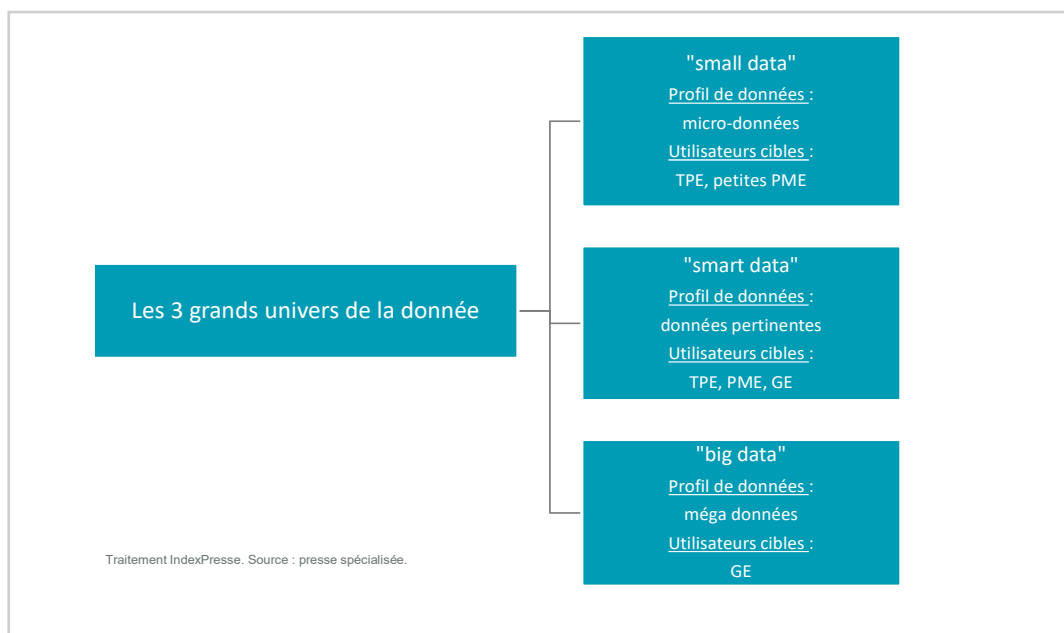 "small data"
Profil de données :
micro-données
Utilisateurs cibles :
TPE, petites PME
Les 3 grands univers de la donnée
"smart data"
Profil de données :
données pertinentes
Utilisateurs cibles :
TPE, PME, GE
"big data"
Profil de données :
méga données
Utilisateurs cibles :
GE
Traitement IndexPresse. Source : presse spécialisée.